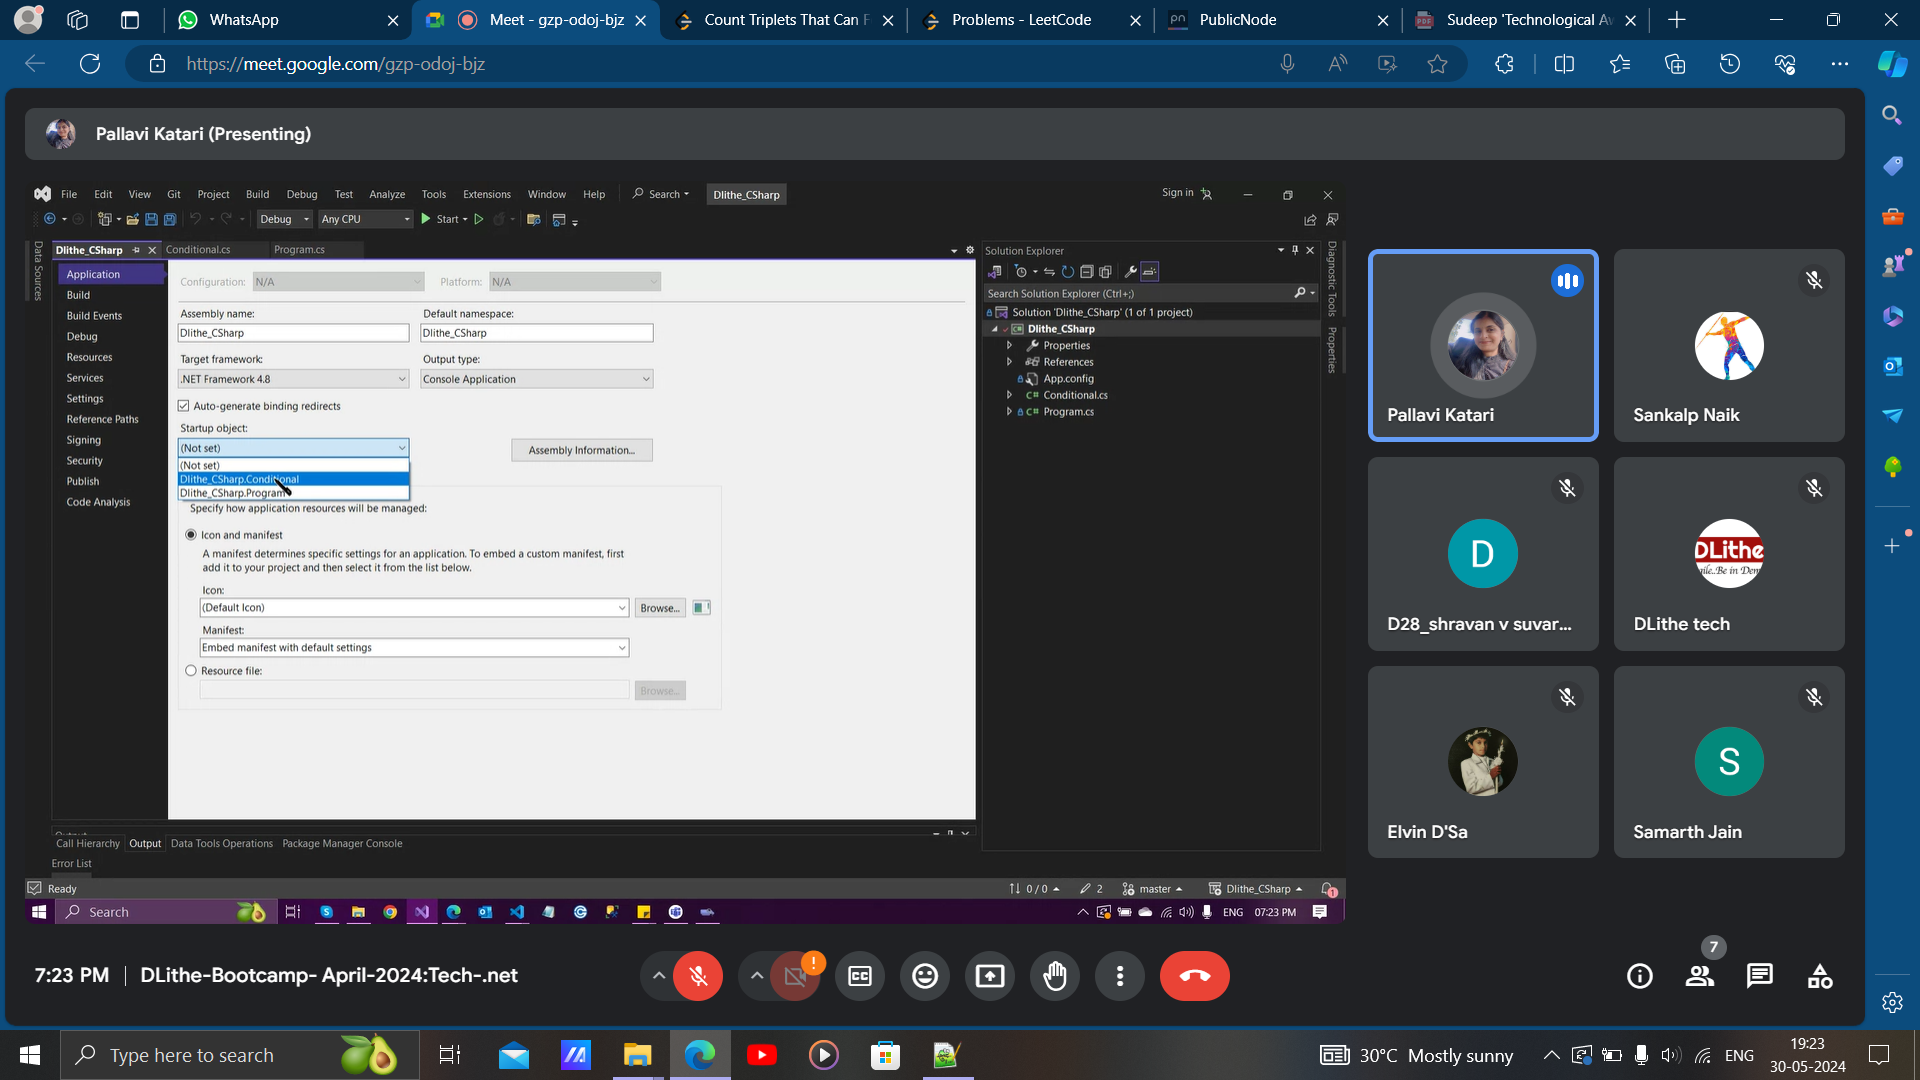 WhatsApp
Meet - gzp-odoj-bjz
Count Triplets That Can F
Problems - LeetCode
PublicNode
Sudeep 'Technological A
https://meet.google.com/gzp-odoj-bjz
Pallavi Katari (Presenting)
File Edit View Git Project Build Debug Test Analyze Tools Extensions Window Help Search Dlithe_CSharp Sign in
Debug Any CPU Start
Data Sources
Dlithe_CSharp Conditional.cs Program.cs
Application
Build
Build Events
Debug
Resources
Services
Settings
Reference Paths
Signing
Security
Publish
Code Analysis
Configuration: N/A Platform: N/A
Assembly name: Default namespace:
Dlithe_CSharp Dlithe_CSharp
Target framework: Output type:
.NET Framework 4.8 Console Application
Auto-generate binding redirects
Startup object:
(Not set) Assembly Information...
(Not set)
Dlithe_CSharp.Conditional
Dlithe_CSharp.Program
Specify how application resources will be managed:
Icon and manifest
A manifest determines specific settings for an application. To embed a custom manifest, first
add it to your project and then select it from the list below.
Icon:
(Default Icon) Browse...
Manifest:
Embed manifest with default settings
Resource file:
Browse...
Solution Explorer
Search Solution Explorer (Ctrl+;)
Solution 'Dlithe_CSharp' (1 of 1 project)
Dlithe_CSharp
Properties
References
App.config
C# Conditional.cs
C# Program.cs
Diagnostic Tools
Properties
Call Hierarchy Output Data Tools Operations Package Manager Console
Error List
Ready 0 / 0 2 master Dlithe_CSharp 1
Search ENG 07:23 PM
Pallavi Katari
Sankalp Naik
D
D28_shravan v suvar...
DLithe
DLithe tech
Elvin D'Sa
S
Samarth Jain
7:23 PM | DLithe-Bootcamp- April-2024:Tech-.net
!
CC
7
Type here to search
30°C Mostly sunny
ENG
19:23
30-05-2024